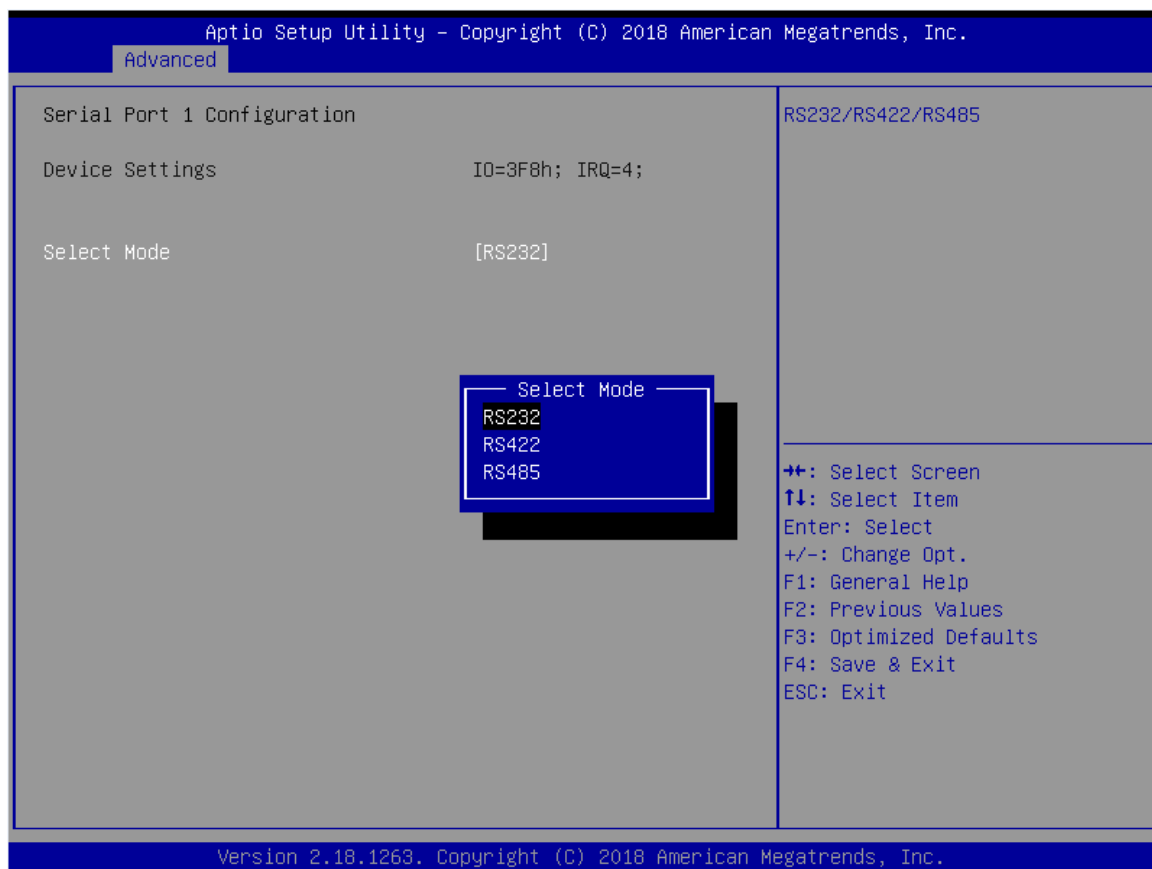 Aptio Setup Utility – Copyright (C) 2018 American Megatrends, Inc.
Advanced
Serial Port 1 Configuration
Device Settings IO=3F8h; IRQ=4;
Select Mode [RS232]
Select Mode
RS232
RS422
RS485
RS232/RS422/RS485
→←: Select Screen
↑↓: Select Item
Enter: Select
+/-: Change Opt.
F1: General Help
F2: Previous Values
F3: Optimized Defaults
F4: Save & Exit
ESC: Exit
Version 2.18.1263. Copyright (C) 2018 American Megatrends, Inc.